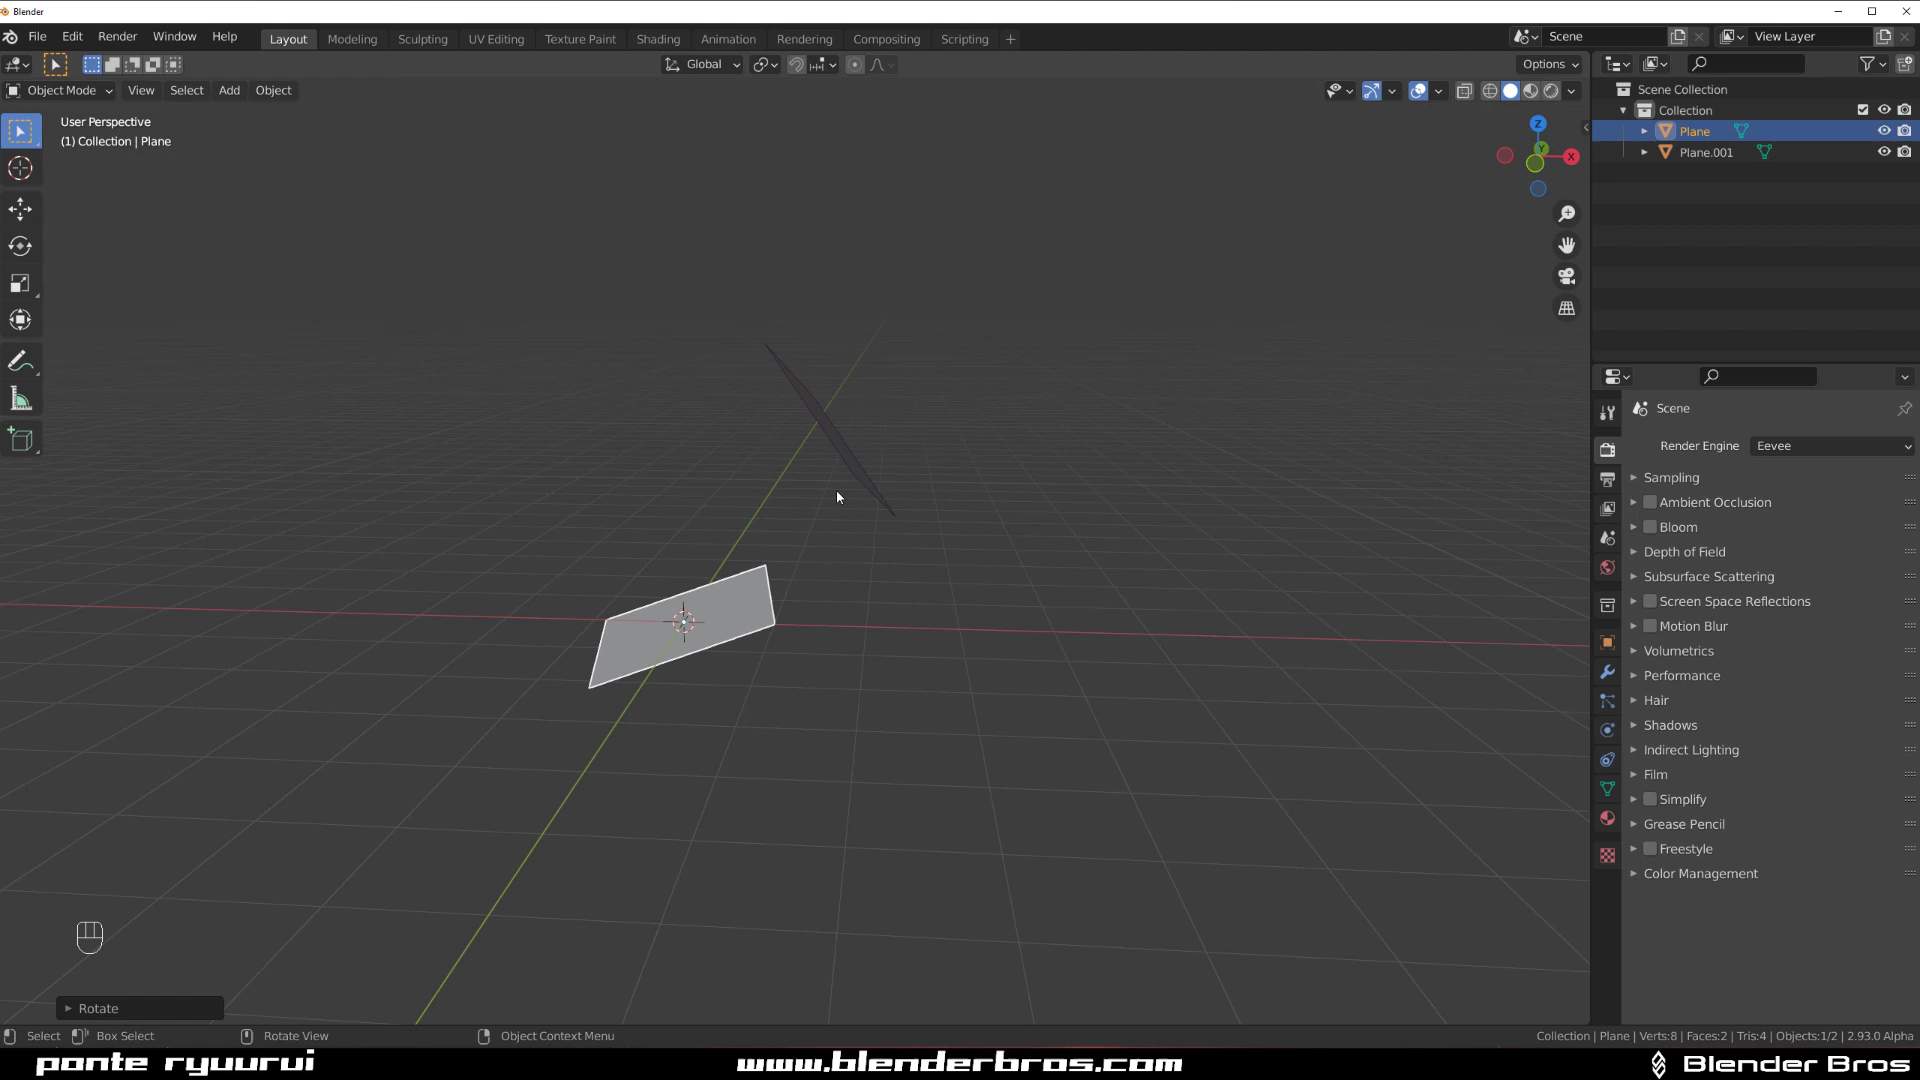 Blender
File Edit Render Window Help
Layout Modeling Sculpting UV Editing Texture Paint Shading Animation Rendering Compositing Scripting +
Scene
View Layer
Global
Options
Object Mode View Select Add Object
User Perspective
(1) Collection | Plane
Z
Y
X
Scene Collection
Collection
Plane
Plane.001
Scene
Render Engine Eevee
Sampling
Ambient Occlusion
Bloom
Depth of Field
Subsurface Scattering
Screen Space Reflections
Motion Blur
Volumetrics
Performance
Hair
Shadows
Indirect Lighting
Film
Simplify
Grease Pencil
Freestyle
Color Management
Rotate
Select Box Select Rotate View Object Context Menu
Collection | Plane | Verts:8 | Faces:2 | Tris:4 | Objects:1/2 | 2.93.0 Alpha
ponte ryuurui www.blenderbros.com Blender Bros